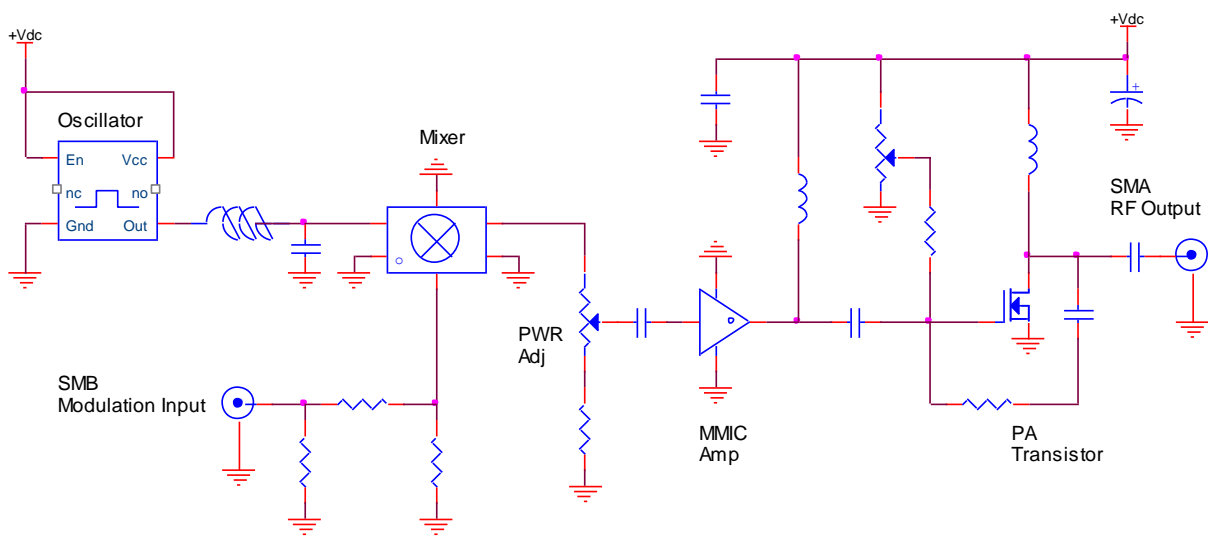 +Vdc
+Vdc
Oscillator
En
Vcc
nc
no
Gnd
Out
Mixer
+
SMA
RF Output
PWR
Adj
SMB
Modulation Input
MMIC
Amp
PA
Transistor